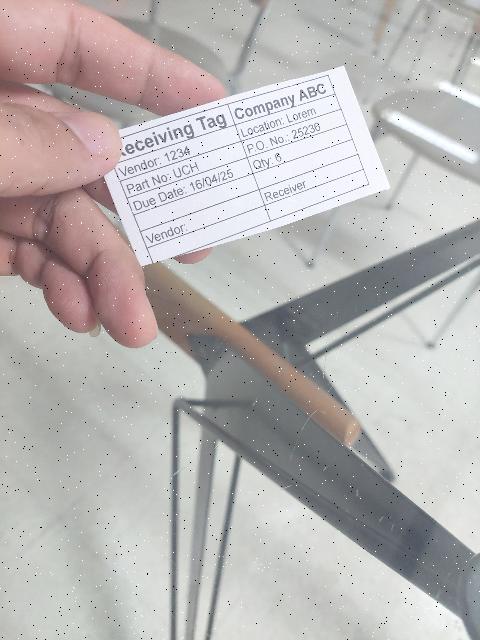 Receiving Tag Company ABC
Vendor: 1234 Location: Lorem
Part No: UCH P.O. No.: 25230
Due Date: 16/04/25 Qty: 6
Vendor: Receiver